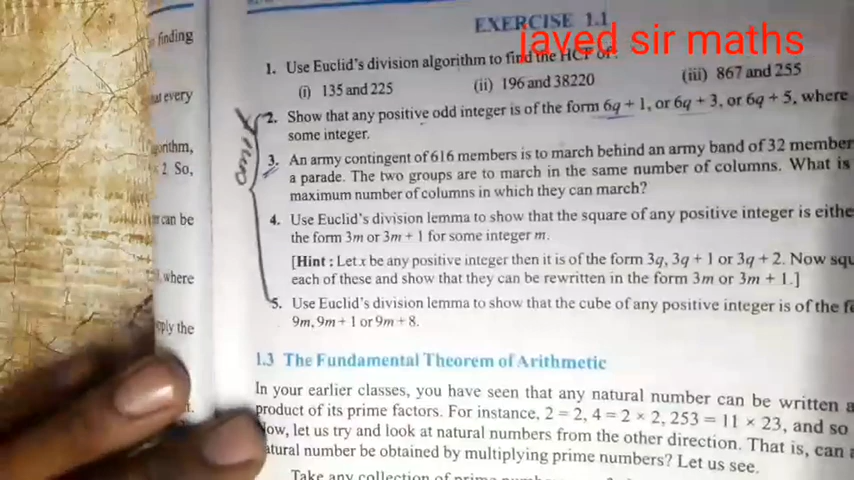 EXERCISE 1.1
javed sir maths
finding
1. Use Euclid's division algorithm to find the HCF of:
(i) 135 and 225 (ii) 196 and 38220 (iii) 867 and 255
every
2. Show that any positive odd integer is of the form 6q + 1, or 6q + 3, or 6q + 5, where
some integer.
2. So,
3. An army contingent of 616 members is to march behind an army band of 32 member
a parade. The two groups are to march in the same number of columns. What is
maximum number of columns in which they can march?
can be
4. Use Euclid's division lemma to show that the square of any positive integer is eithe
the form 3m or 3m + 1 for some integer m.
[Hint : Let x be any positive integer then it is of the form 3q, 3q + 1 or 3q + 2. Now squ
where
each of these and show that they can be rewritten in the form 3m or 3m + 1.]
5. Use Euclid's division lemma to show that the cube of any positive integer is of the f
the
9m, 9m + 1 or 9m + 8.
1.3 The Fundamental Theorem of Arithmetic
In your earlier classes, you have seen that any natural number can be written a
product of its prime factors. For instance, 2 = 2, 4 = 2 × 2, 253 = 11 × 23, and so
ow, let us try and look at natural numbers from the other direction. That is, can a
atural number be obtained by multiplying prime numbers? Let us see.
Take any collection of prime